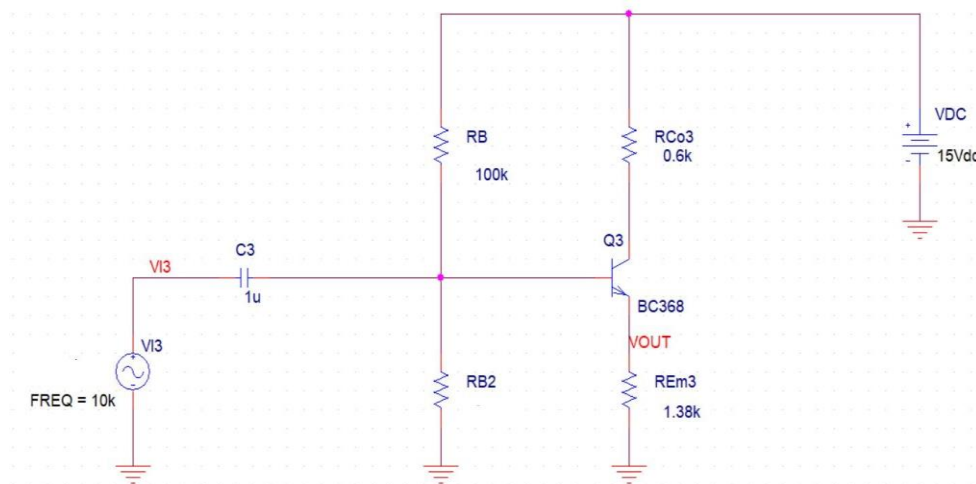 VDC
+
-
15Vdc
RB
100k
RCo3
0.6k
Q3
BC368
C3
1u
VI3
VI3
+
-
FREQ = 10k
VOUT
RB2
REm3
1.38k